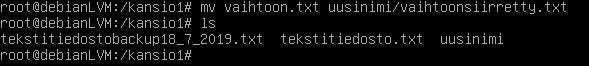 root@debianLVM:/kansio1# mv vaihtoon.txt uusinimi/vaihtoonsiirretty.txt
root@debianLVM:/kansio1# ls
tekstitiedostobackup18_7_2019.txt  tekstitiedosto.txt  uusinimi
root@debianLVM:/kansio1#